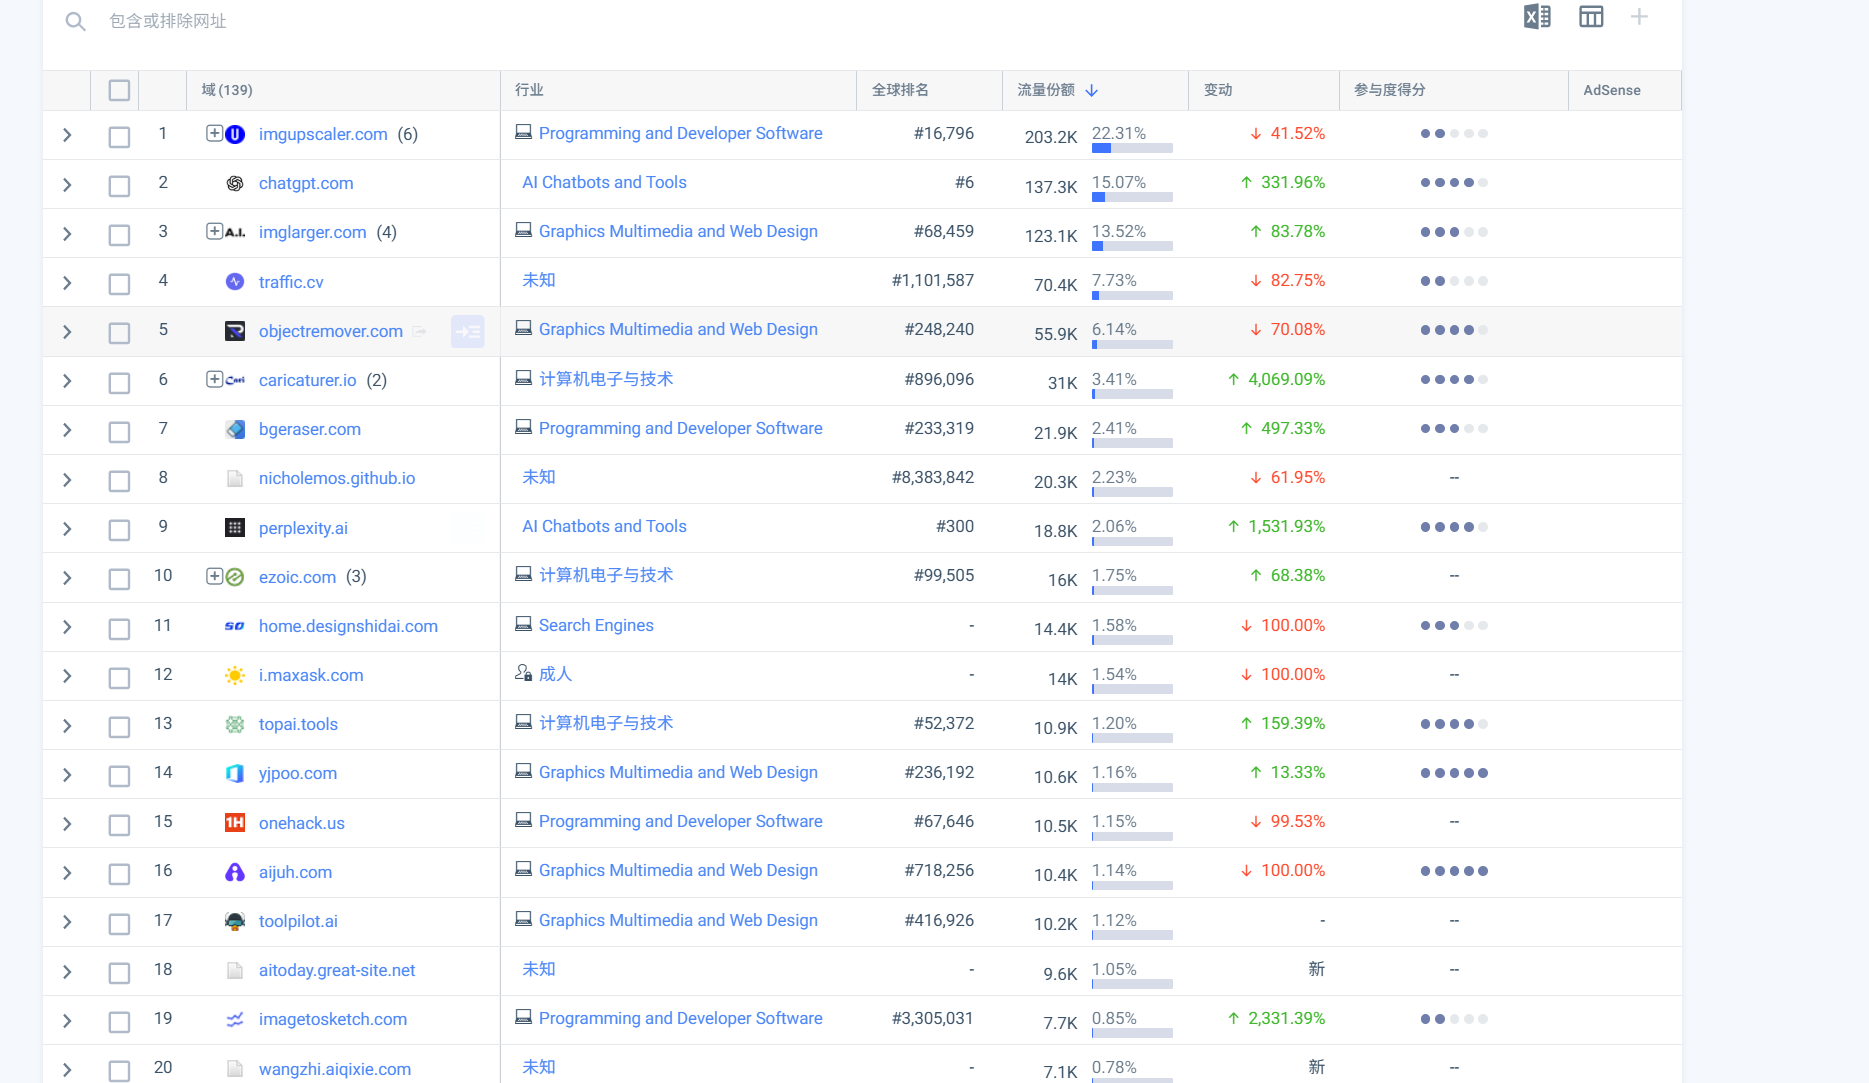 包含或排除网址
域 (139) 行业 全球排名 流量份额 变动 参与度得分 AdSense
1 imgupscaler.com (6) Programming and Developer Software #16,796 203.2K 22.31% 41.52%
2 chatgpt.com AI Chatbots and Tools #6 137.3K 15.07% 331.96%
3 A.I. imglarger.com (4) Graphics Multimedia and Web Design #68,459 123.1K 13.52% 83.78%
4 traffic.cv 未知 #1,101,587 70.4K 7.73% 82.75%
5 objectremover.com Graphics Multimedia and Web Design #248,240 55.9K 6.14% 70.08%
6 caricaturer.io (2) 计算机电子与技术 #896,096 31K 3.41% 4,069.09%
7 bgeraser.com Programming and Developer Software #233,319 21.9K 2.41% 497.33%
8 nicholemos.github.io 未知 #8,383,842 20.3K 2.23% 61.95% --
9 perplexity.ai AI Chatbots and Tools #300 18.8K 2.06% 1,531.93%
10 ezoic.com (3) 计算机电子与技术 #99,505 16K 1.75% 68.38% --
11 home.designshidai.com Search Engines - 14.4K 1.58% 100.00%
12 i.maxask.com 成人 - 14K 1.54% 100.00% --
13 topai.tools 计算机电子与技术 #52,372 10.9K 1.20% 159.39%
14 yjpoo.com Graphics Multimedia and Web Design #236,192 10.6K 1.16% 13.33%
15 1H onehack.us Programming and Developer Software #67,646 10.5K 1.15% 99.53% --
16 aijuh.com Graphics Multimedia and Web Design #718,256 10.4K 1.14% 100.00%
17 toolpilot.ai Graphics Multimedia and Web Design #416,926 10.2K 1.12% - --
18 aitoday.great-site.net 未知 - 9.6K 1.05% 新 --
19 imagetosketch.com Programming and Developer Software #3,305,031 7.7K 0.85% 2,331.39%
20 wangzhi.aiqixie.com 未知 - 7.1K 0.78% 新 --